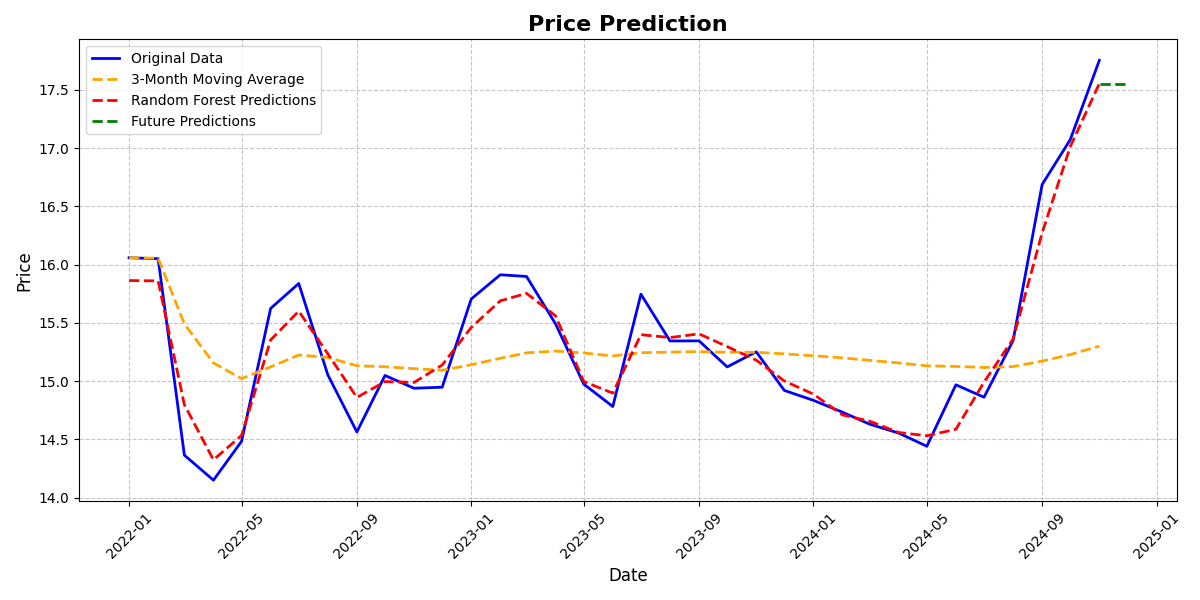 Price Prediction
Original Data
3-Month Moving Average
Random Forest Predictions
Future Predictions
Price
17.5
17.0
16.5
16.0
15.5
15.0
14.5
14.0
2022-01
2022-05
2022-09
2023-01
2023-05
2023-09
2024-01
2024-05
2024-09
2025-01
Date